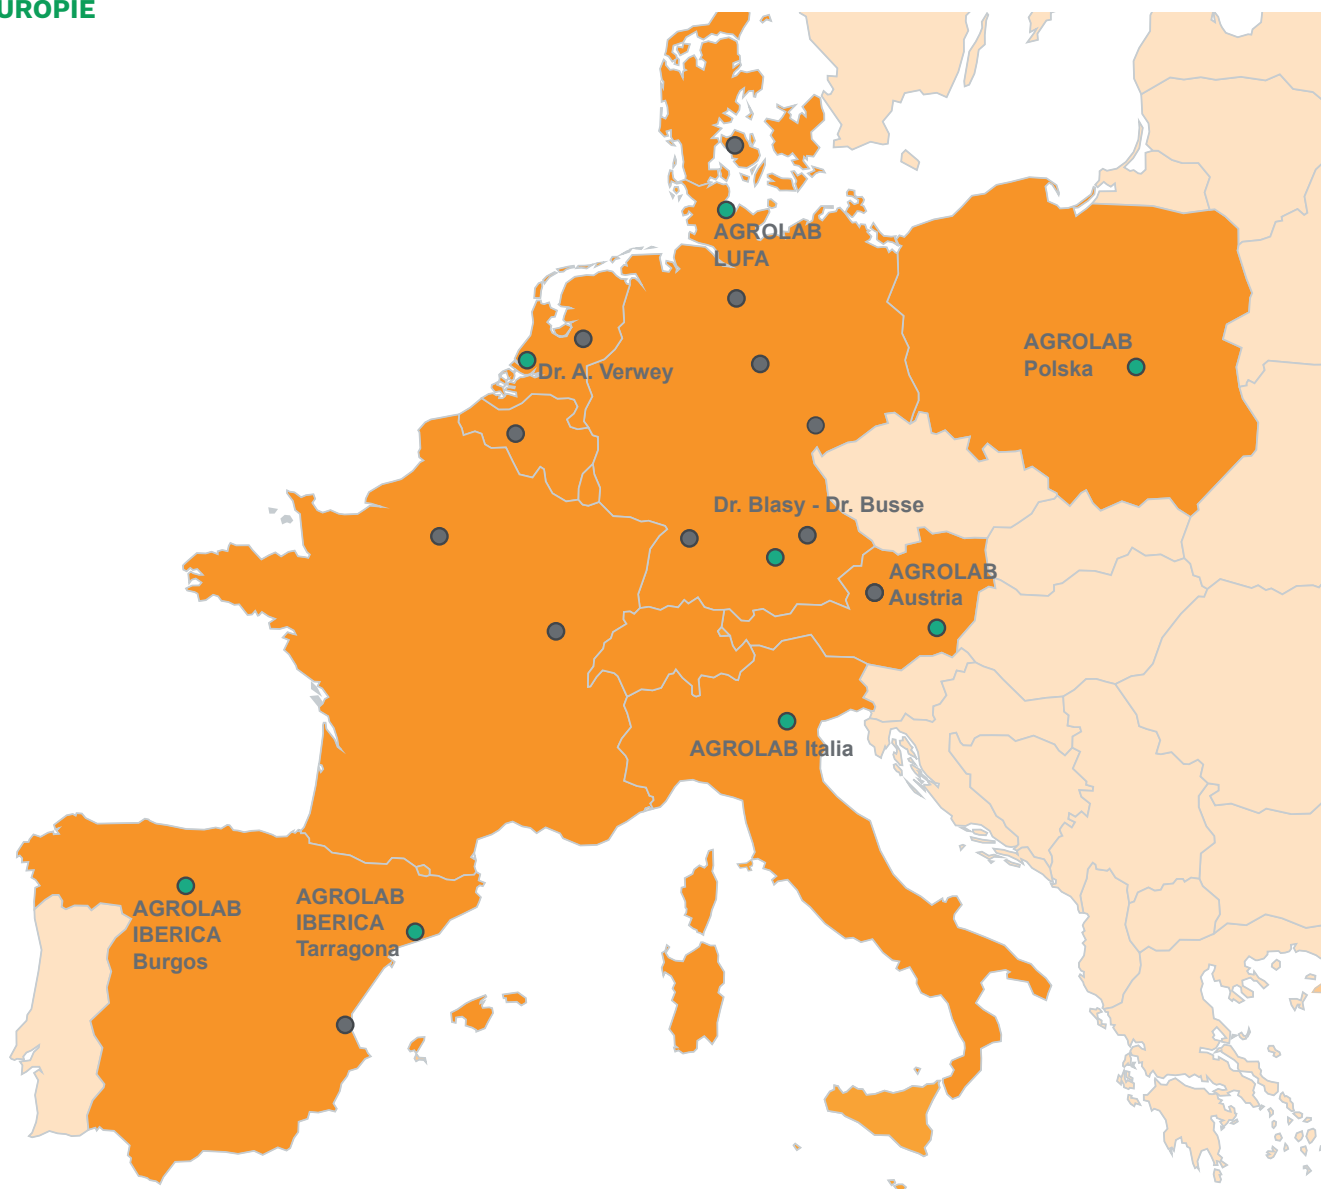 UROPIE
AGROLAB
LUFA
AGROLAB
Polska
Dr. A. Verwey
Dr. Blasy - Dr. Busse
AGROLAB
Austria
AGROLAB Italia
AGROLAB
IBERICA
Tarragona
AGROLAB
IBERICA
Burgos